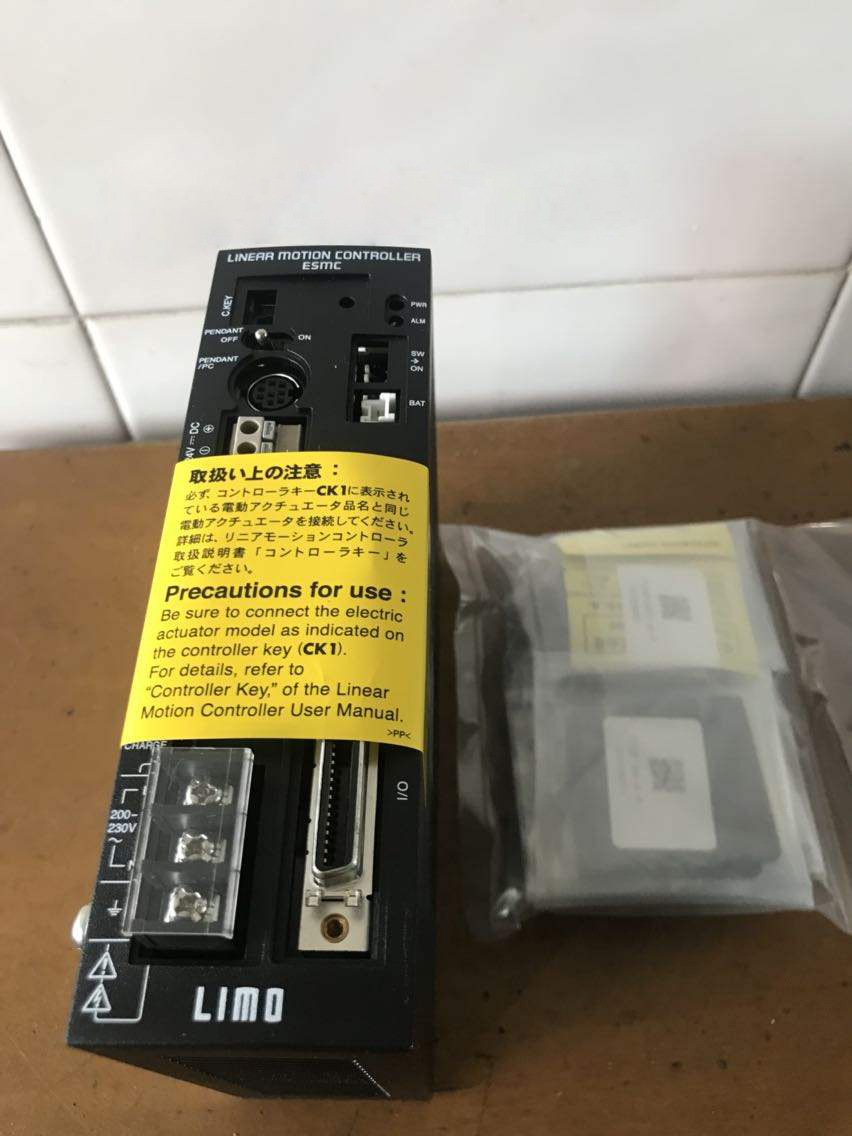 LINEAR MOTION CONTROLLER
ESMC
C.KEY
PWR
ALM
PENDANT
OFF
ON
SW
→
ON
PENDANT
/PC
BAT
24V ⎓ DC
⊕
⊖
取扱い上の注意：
必ず、コントローラキーCK1に表示され
ている電動アクチュエータ品名と同じ
電動アクチュエータを接続してください。
詳細は、リニアモーションコントローラ
取扱説明書「コントローラキー」を
ご覧ください。
Precautions for use :
Be sure to connect the electric
actuator model as indicated on
the controller key (CK1).
For details, refer to
“Controller Key,” of the Linear
Motion Controller User Manual.
>PP<
CHARGE
I/O
200-
230V
~
LIMO